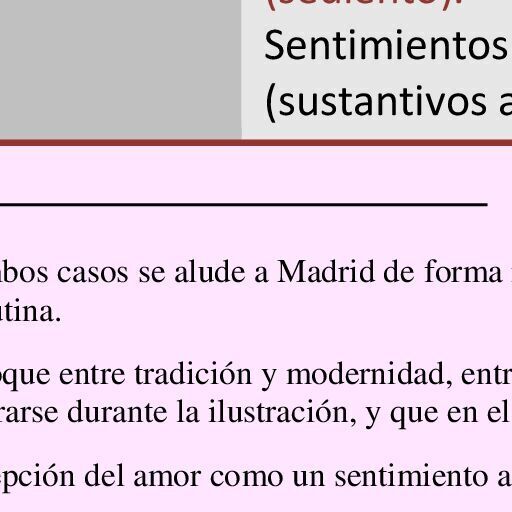 (sediento).
Sentimientos
(sustantivos a
bos casos se alude a Madrid de forma
tina.
que entre tradición y modernidad, entr
rarse durante la ilustración, y que en el
pción del amor como un sentimiento a